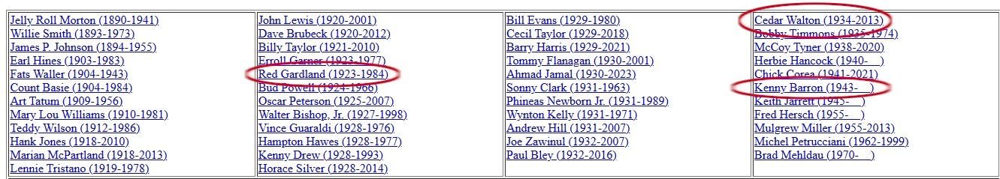 Jelly Roll Morton (1890-1941)
Willie Smith (1893-1973)
James P. Johnson (1894-1955)
Earl Hines (1903-1983)
Fats Waller (1904-1943)
Count Basie (1904-1984)
Art Tatum (1909-1956)
Mary Lou Williams (1910-1981)
Teddy Wilson (1912-1986)
Hank Jones (1918-2010)
Marian McPartland (1918-2013)
Lennie Tristano (1919-1978)
John Lewis (1920-2001)
Dave Brubeck (1920-2012)
Billy Taylor (1921-2010)
Erroll Garner (1923-1977)
Red Gardland (1923-1984)
Bud Powell (1924-1966)
Oscar Peterson (1925-2007)
Walter Bishop, Jr. (1927-1998)
Vince Guaraldi (1928-1976)
Hampton Hawes (1928-1977)
Kenny Drew (1928-1993)
Horace Silver (1928-2014)
Bill Evans (1929-1980)
Cecil Taylor (1929-2018)
Barry Harris (1929-2021)
Tommy Flanagan (1930-2001)
Ahmad Jamal (1930-2023)
Sonny Clark (1931-1963)
Phineas Newborn Jr. (1931-1989)
Wynton Kelly (1931-1971)
Andrew Hill (1931-2007)
Joe Zawinul (1932-2007)
Paul Bley (1932-2016)
Cedar Walton (1934-2013)
Bobby Timmons (1935-1974)
McCoy Tyner (1938-2020)
Herbie Hancock (1940-    )
Chick Corea (1941-2021)
Kenny Barron (1943-    )
Keith Jarrett (1945-    )
Fred Hersch (1955-    )
Mulgrew Miller (1955-2013)
Michel Petrucciani (1962-1999)
Brad Mehldau (1970-    )